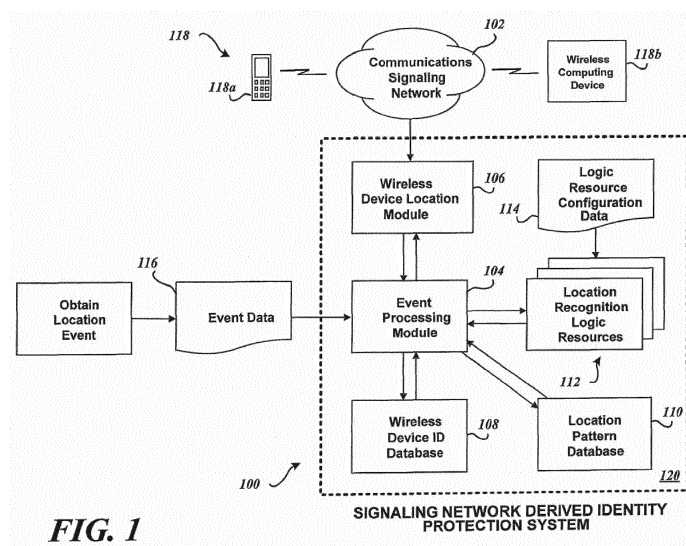 118
118a
102
Communications
Signaling
Network
Wireless
Computing
Device
118b
Wireless
Device Location
Module
106
Logic
Resource
Configuration
Data
114
Obtain
Location
Event
116
Event Data
104
Event
Processing
Module
Location
Recognition
Logic
Resources
112
Wireless
Device ID
Database
108
Location
Pattern
Database
110
100
120
FIG. 1
SIGNALING NETWORK DERIVED IDENTITY
PROTECTION SYSTEM